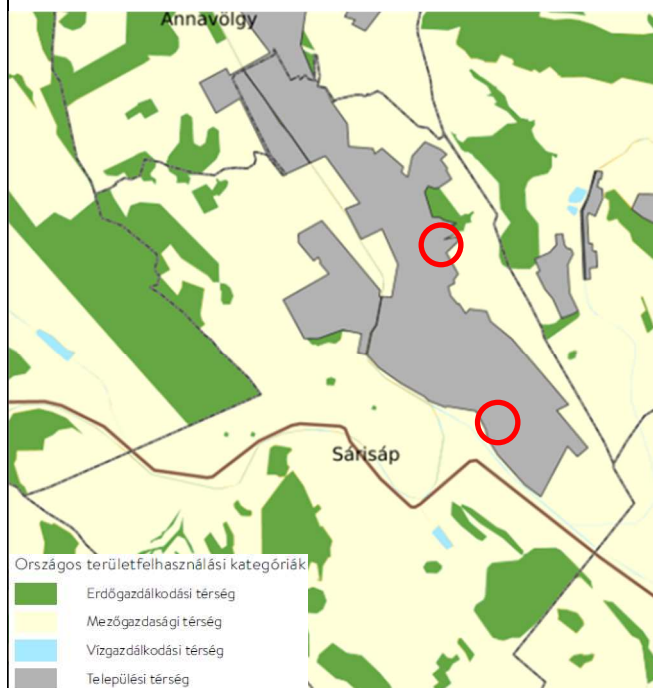 Annavölgy
Sárisáp
Országos területfelhasználási kategóriák
Erdőgazdálkodási térség
Mezőgazdasági térség
Vízgazdálkodási térség
Települési térség